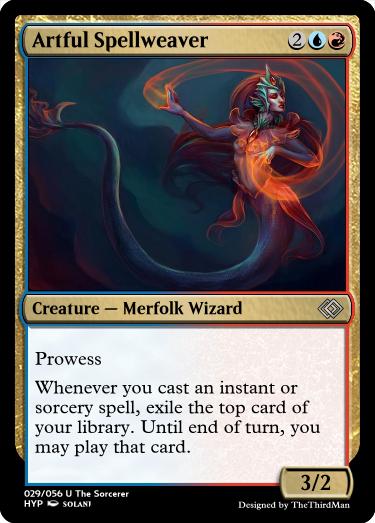 Artful Spellweaver 2
Creature — Merfolk Wizard
Prowess
Whenever you cast an instant or
sorcery spell, exile the top card of
your library. Until end of turn, you
may play that card.
3/2
029/056 U The Sorcerer
HYP SOLANI Designed by TheThirdMan